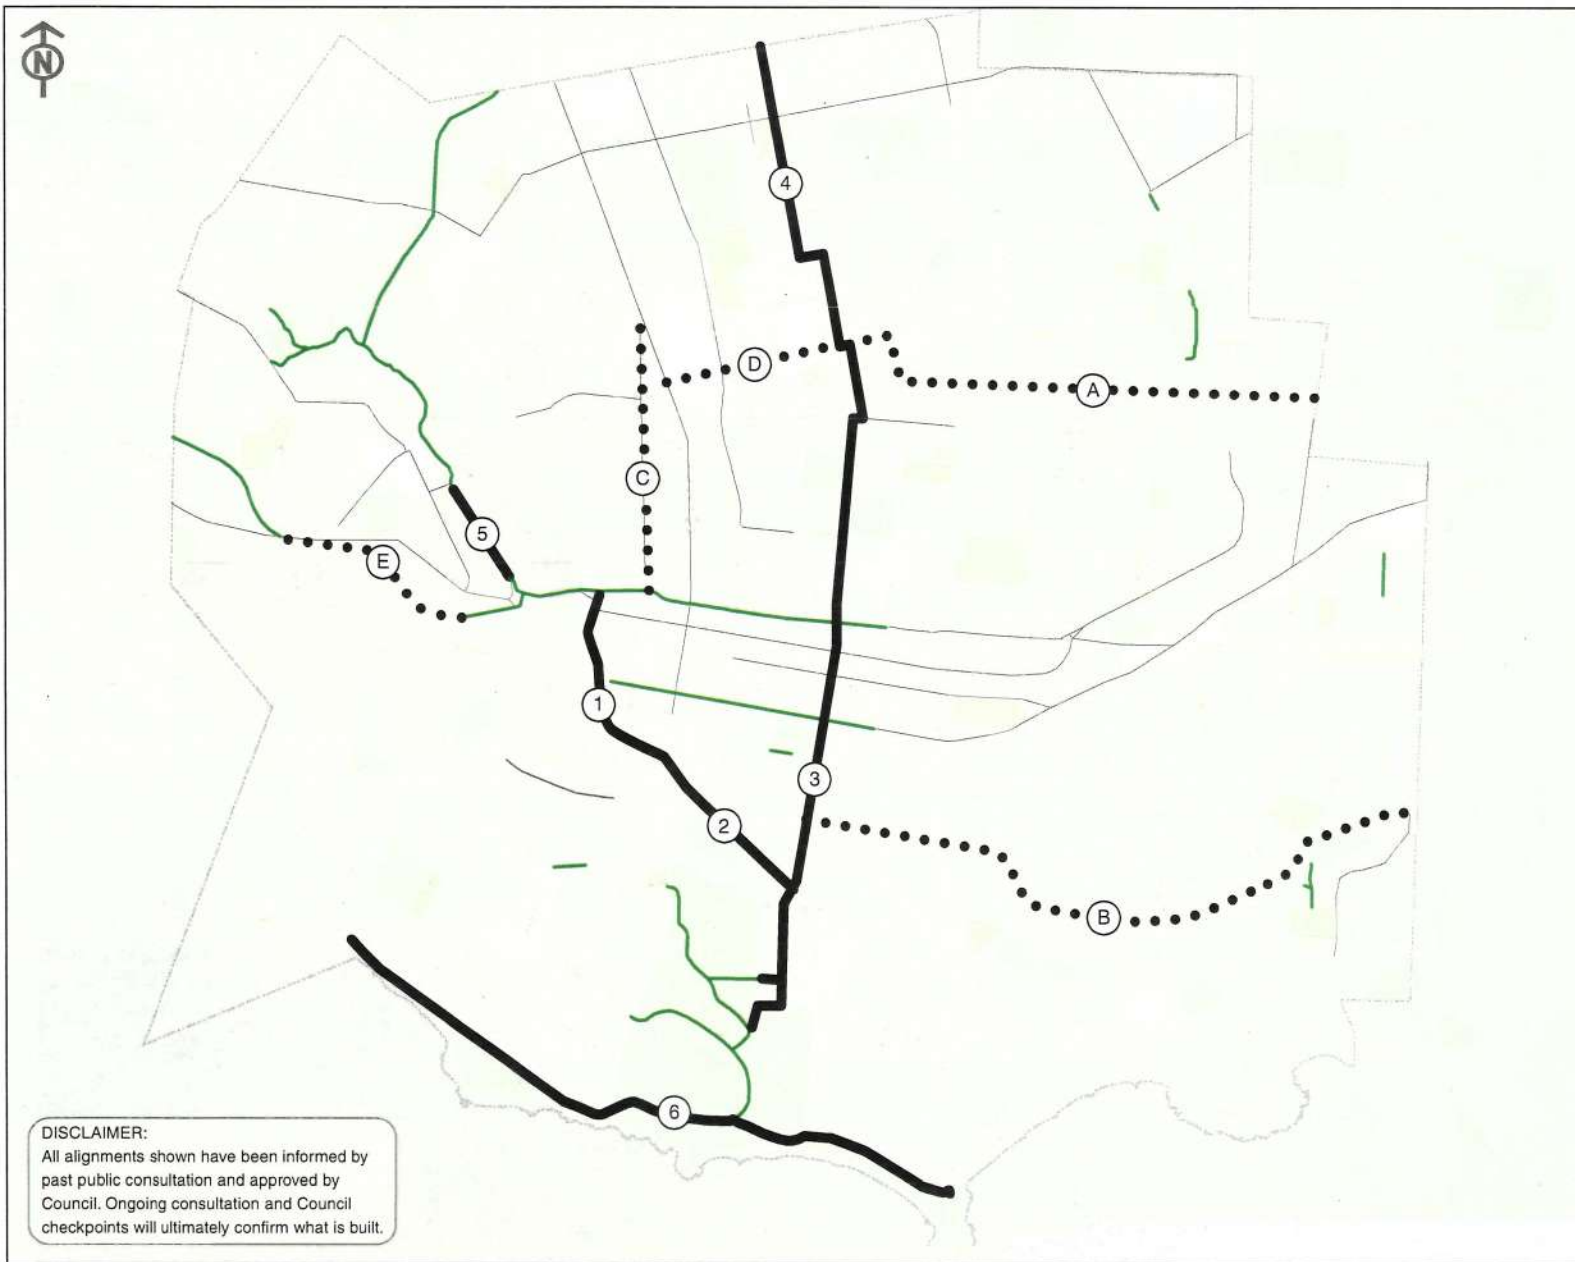 N
4
D
A
C
5
E
1
3
2
B
6
DISCLAIMER:
All alignments shown have been informed by
past public consultation and approved by
Council. Ongoing consultation and Council
checkpoints will ultimately confirm what is built.